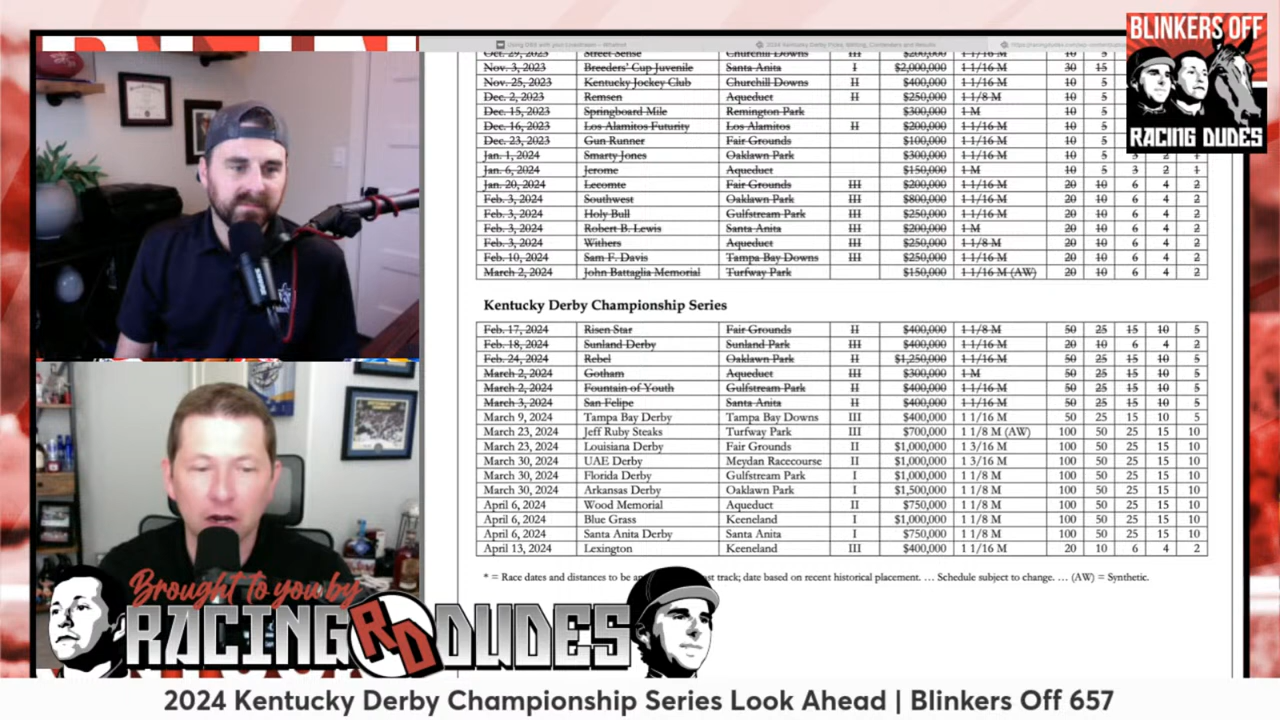 BLINKERS OFF
RACING DUDES
Oct. 29, 2023 Street Sense Churchill Downs III $200,000 1 1/16 M 10 5
Nov. 3, 2023 Breeders' Cup Juvenile Santa Anita I $2,000,000 1 1/16 M 30 15
Nov. 25, 2023 Kentucky Jockey Club Churchill Downs II $400,000 1 1/16 M 10 5
Dec. 2, 2023 Remsen Aqueduct II $250,000 1 1/8 M 10 5
Dec. 15, 2023 Springboard Mile Remington Park $300,000 1 M 10 5
Dec. 16, 2023 Los Alamitos Futurity Los Alamitos II $200,000 1 1/16 M 10 5
Dec. 23, 2023 Gun Runner Fair Grounds $100,000 1 1/16 M 10 5
Jan. 1, 2024 Smarty Jones Oaklawn Park $300,000 1 1/16 M 10 5 3 2 1
Jan. 6, 2024 Jerome Aqueduct $150,000 1 M 10 5 3 2 1
Jan. 20, 2024 Lecomte Fair Grounds III $200,000 1 1/16 M 20 10 6 4 2
Feb. 3, 2024 Southwest Oaklawn Park III $800,000 1 1/16 M 20 10 6 4 2
Feb. 3, 2024 Holy Bull Gulfstream Park III $250,000 1 1/16 M 20 10 6 4 2
Feb. 3, 2024 Robert B. Lewis Santa Anita III $200,000 1 M 20 10 6 4 2
Feb. 3, 2024 Withers Aqueduct III $250,000 1 1/8 M 20 10 6 4 2
Feb. 10, 2024 Sam F. Davis Tampa Bay Downs III $250,000 1 1/16 M 20 10 6 4 2
March 2, 2024 John Battaglia Memorial Turfway Park $150,000 1 1/16 M (AW) 20 10 6 4 2
Kentucky Derby Championship Series
Feb. 17, 2024 Risen Star Fair Grounds II $400,000 1 1/8 M 50 25 15 10 5
Feb. 18, 2024 Sunland Derby Sunland Park III $400,000 1 1/16 M 20 10 6 4 2
Feb. 24, 2024 Rebel Oaklawn Park II $1,250,000 1 1/16 M 50 25 15 10 5
March 2, 2024 Gotham Aqueduct III $300,000 1 M 50 25 15 10 5
March 2, 2024 Fountain of Youth Gulfstream Park II $400,000 1 1/16 M 50 25 15 10 5
March 3, 2024 San Felipe Santa Anita II $400,000 1 1/16 M 50 25 15 10 5
March 9, 2024 Tampa Bay Derby Tampa Bay Downs III $400,000 1 1/16 M 50 25 15 10 5
March 23, 2024 Jeff Ruby Steaks Turfway Park III $700,000 1 1/8 M (AW) 100 50 25 15 10
March 23, 2024 Louisiana Derby Fair Grounds II $1,000,000 1 3/16 M 100 50 25 15 10
March 30, 2024 UAE Derby Meydan Racecourse II $1,000,000 1 3/16 M 100 50 25 15 10
March 30, 2024 Florida Derby Gulfstream Park I $1,000,000 1 1/8 M 100 50 25 15 10
March 30, 2024 Arkansas Derby Oaklawn Park I $1,500,000 1 1/8 M 100 50 25 15 10
April 6, 2024 Wood Memorial Aqueduct II $750,000 1 1/8 M 100 50 25 15 10
April 6, 2024 Blue Grass Keeneland I $1,000,000 1 1/8 M 100 50 25 15 10
April 6, 2024 Santa Anita Derby Santa Anita I $750,000 1 1/8 M 100 50 25 15 10
April 13, 2024 Lexington Keeneland III $400,000 1 1/16 M 20 10 6 4 2
* = Race dates and distances to be track; date based on recent historical placement. … Schedule subject to change. … (AW) = Synthetic.
Brought to you by
RACING RD DUDES
2024 Kentucky Derby Championship Series Look Ahead | Blinkers Off 657